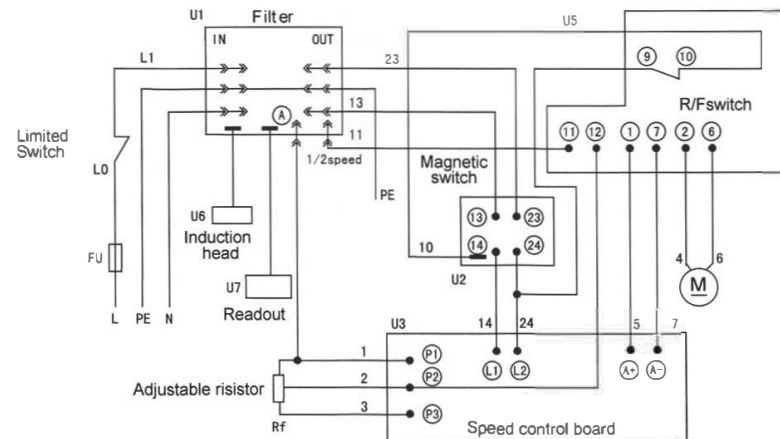 U1
Filter
U5
IN
OUT
L1
23
9
10
R/Fswitch
13
A
11
1/2speed
11
12
1
7
2
6
Limited
Switch
L0
Magnetic
switch
PE
13
23
U6
Induction
head
10
14
24
FU
U7
U2
4
6
M
L
PE
N
Readout
14
24
U3
5
7
1
P1
L1
L2
A+
A-
2
P2
Adjustable risistor
3
P3
Rf
Speed control board